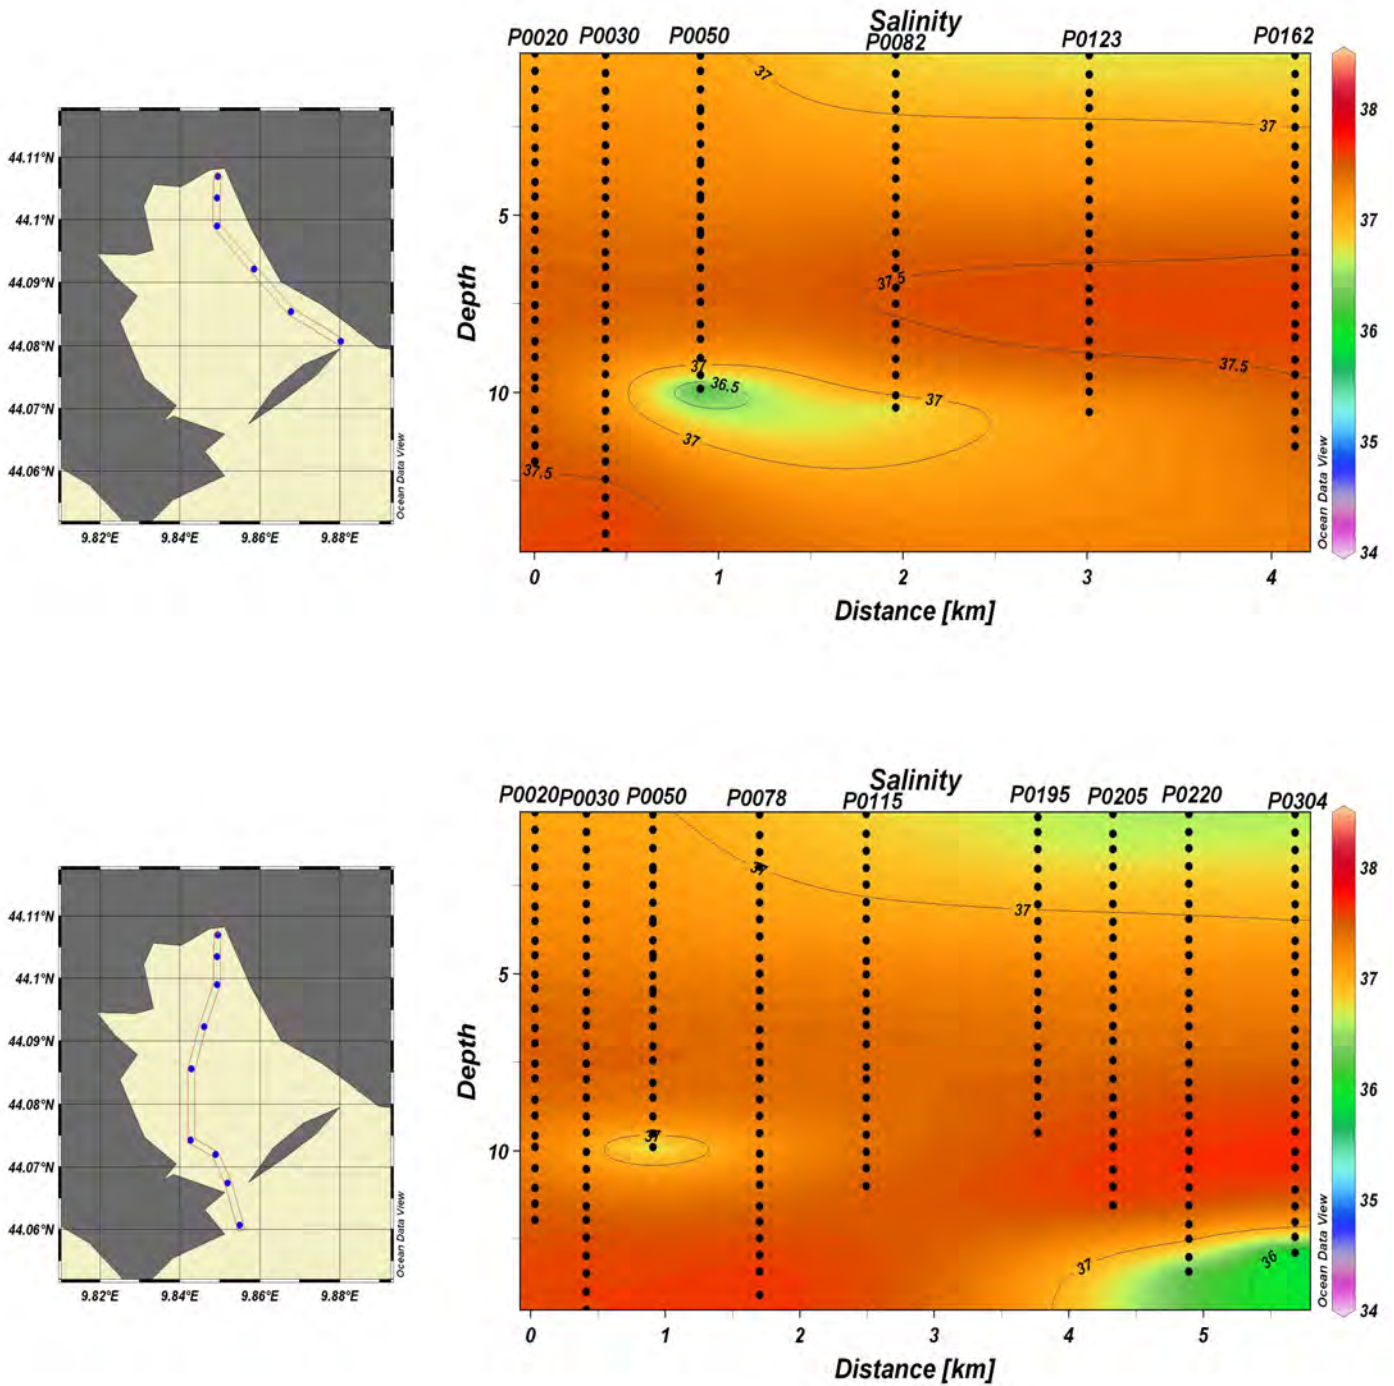 Salinity
P0020 P0030 P0050 P0082 P0123 P0162
44.11°N
44.1°N
44.09°N
44.08°N
44.07°N
44.06°N
9.82°E 9.84°E 9.86°E 9.88°E
Ocean Data View
Depth
5
10
37
37
37.5
37.5
37
36.5
37
37
37.5
0 1 2 3 4
Distance [km]
Ocean Data View
38
37
36
35
34
Salinity
P0020 P0030 P0050 P0078 P0115 P0195 P0205 P0220 P0304
44.11°N
44.1°N
44.09°N
44.08°N
44.07°N
44.06°N
9.82°E 9.84°E 9.86°E 9.88°E
Ocean Data View
Depth
5
10
37
37
37
37
36
0 1 2 3 4 5
Distance [km]
Ocean Data View
38
37
36
35
34